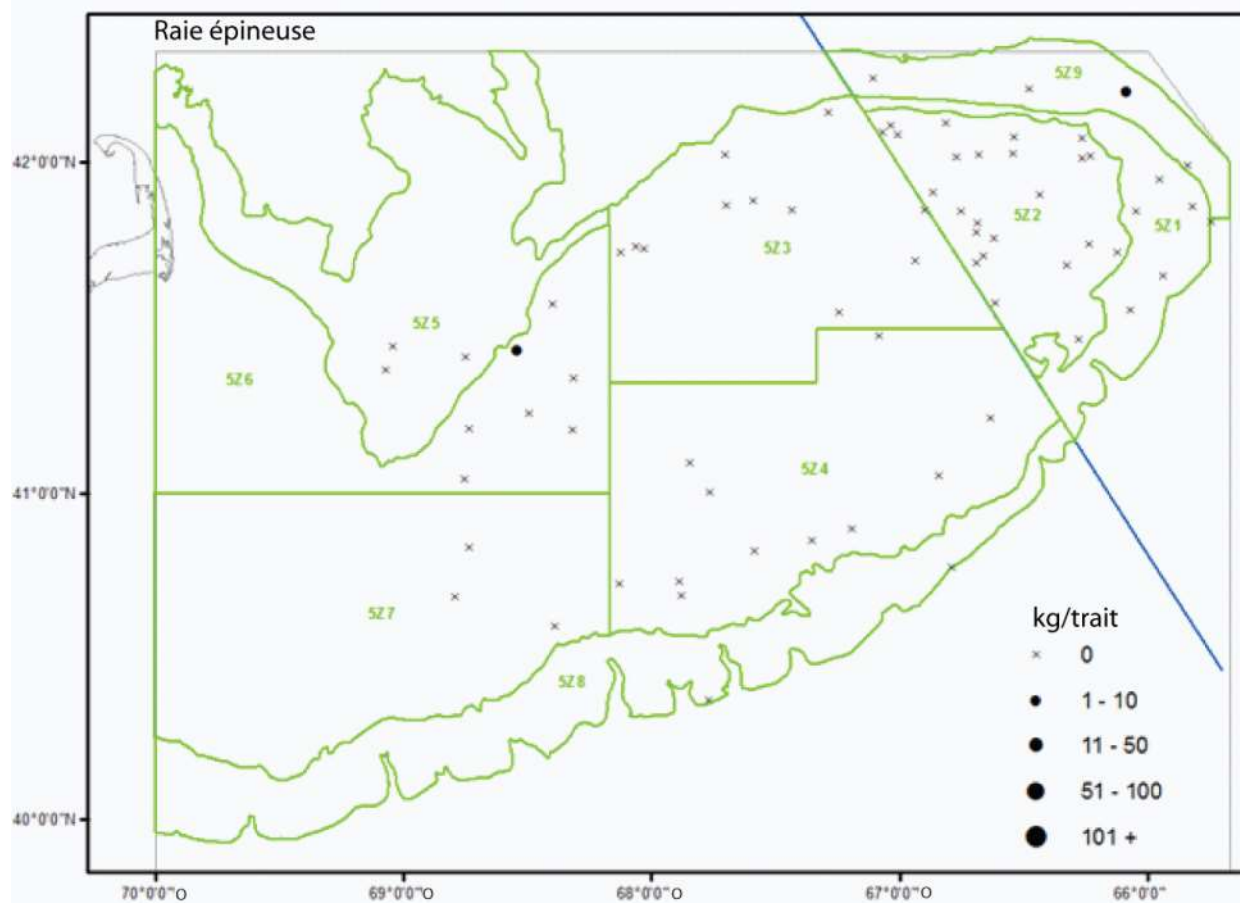 Raie épineuse
5Z9
42°0'0"N
5Z2
5Z1
5Z3
5Z5
5Z6
5Z4
41°0'0"N
5Z7
kg/trait
0
5Z8
1 - 10
11 - 50
51 - 100
40°0'0"N
101 +
70°0'0"O 69°0'0"O 68°0'0"O 67°0'0"O 66°0'0"